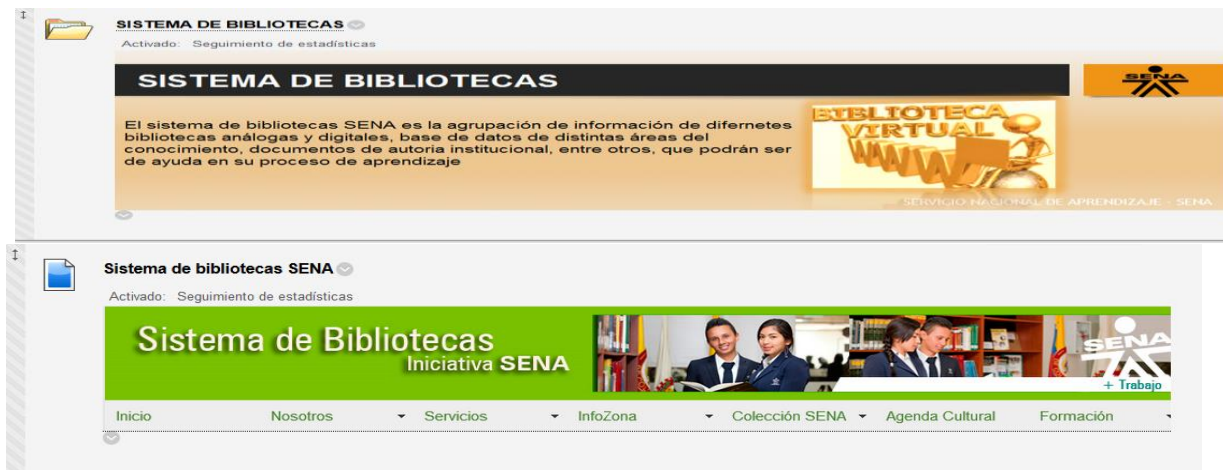 SISTEMA DE BIBLIOTECAS
Activado: Seguimiento de estadísticas
SISTEMA DE BIBLIOTECAS
SENA
El sistema de bibliotecas SENA es la agrupación de información de difernetes
bibliotecas análogas y digitales, base de datos de distintas áreas del
conocimiento, documentos de autoria institucional, entre otros, que podrán ser
de ayuda en su proceso de aprendizaje
BIBLIOTECA
VIRTUAL
WWW
SERVICIO NACIONAL DE APRENDIZAJE - SENA
Sistema de bibliotecas SENA
Activado: Seguimiento de estadísticas
Sistema de Bibliotecas
Iniciativa SENA
SENA
+ Trabajo
Inicio Nosotros Servicios InfoZona Colección SENA Agenda Cultural Formación